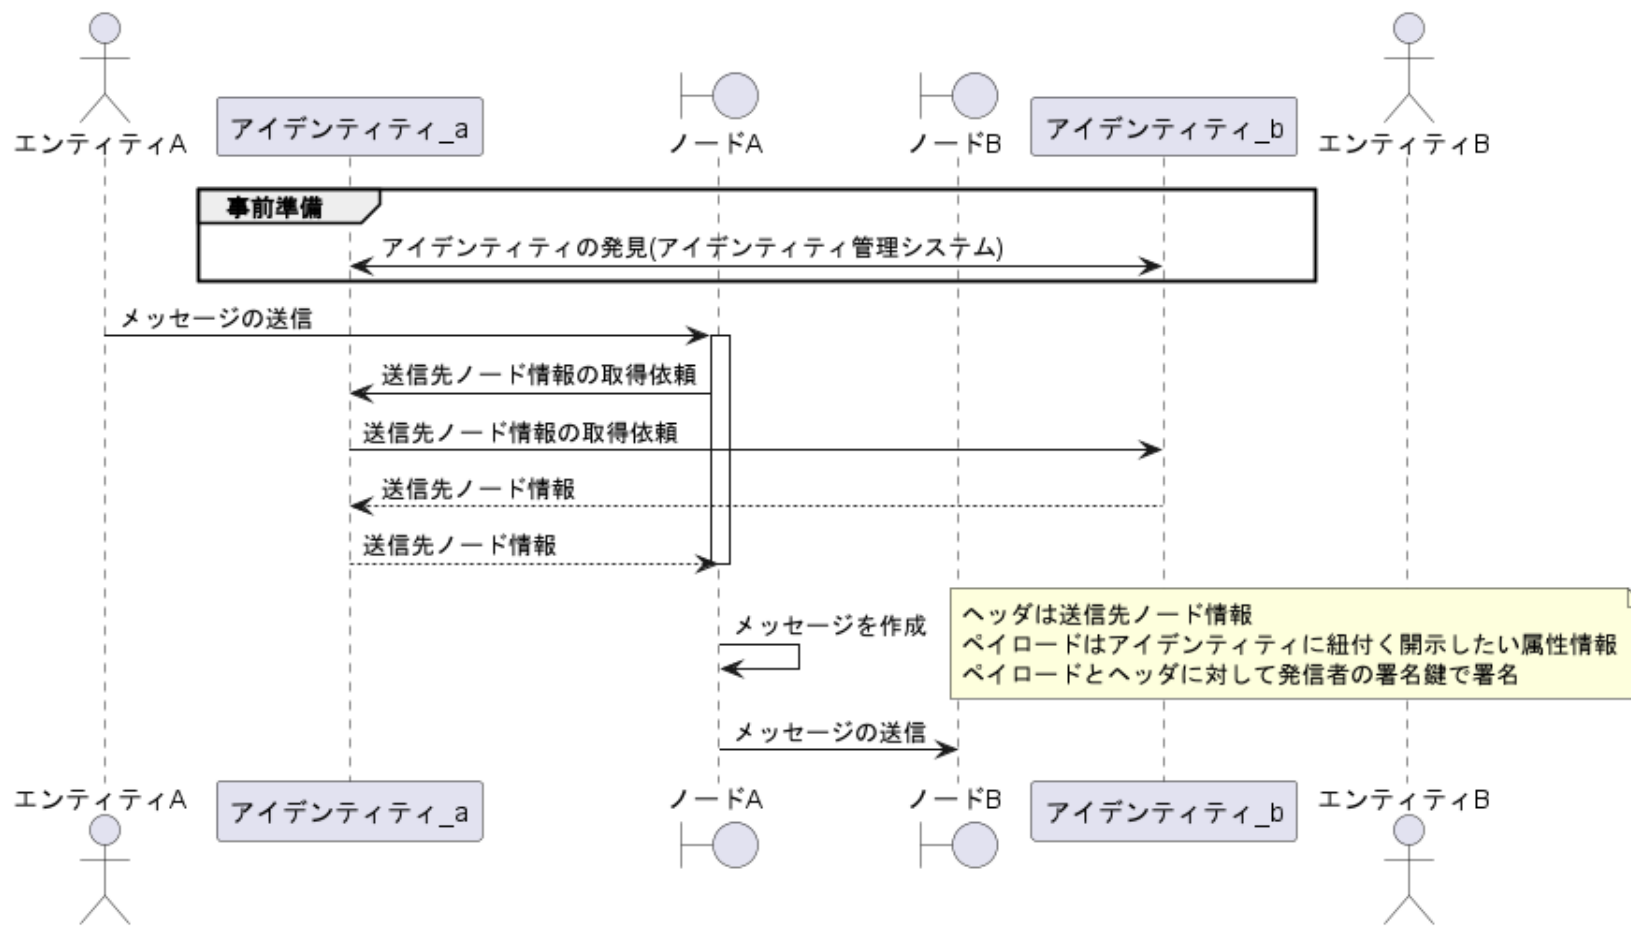 エンティティA
アイデンティティ_a
ノードA
ノードB
アイデンティティ_b
エンティティB
事前準備
アイデンティティの発見(アイデンティティ管理システム)
メッセージの送信
送信先ノード情報の取得依頼
送信先ノード情報の取得依頼
送信先ノード情報
送信先ノード情報
メッセージを作成
ヘッダは送信先ノード情報
ペイロードはアイデンティティに紐付く開示したい属性情報
ペイロードとヘッダに対して発信者の署名鍵で署名
メッセージの送信
エンティティA
アイデンティティ_a
ノードA
ノードB
アイデンティティ_b
エンティティB